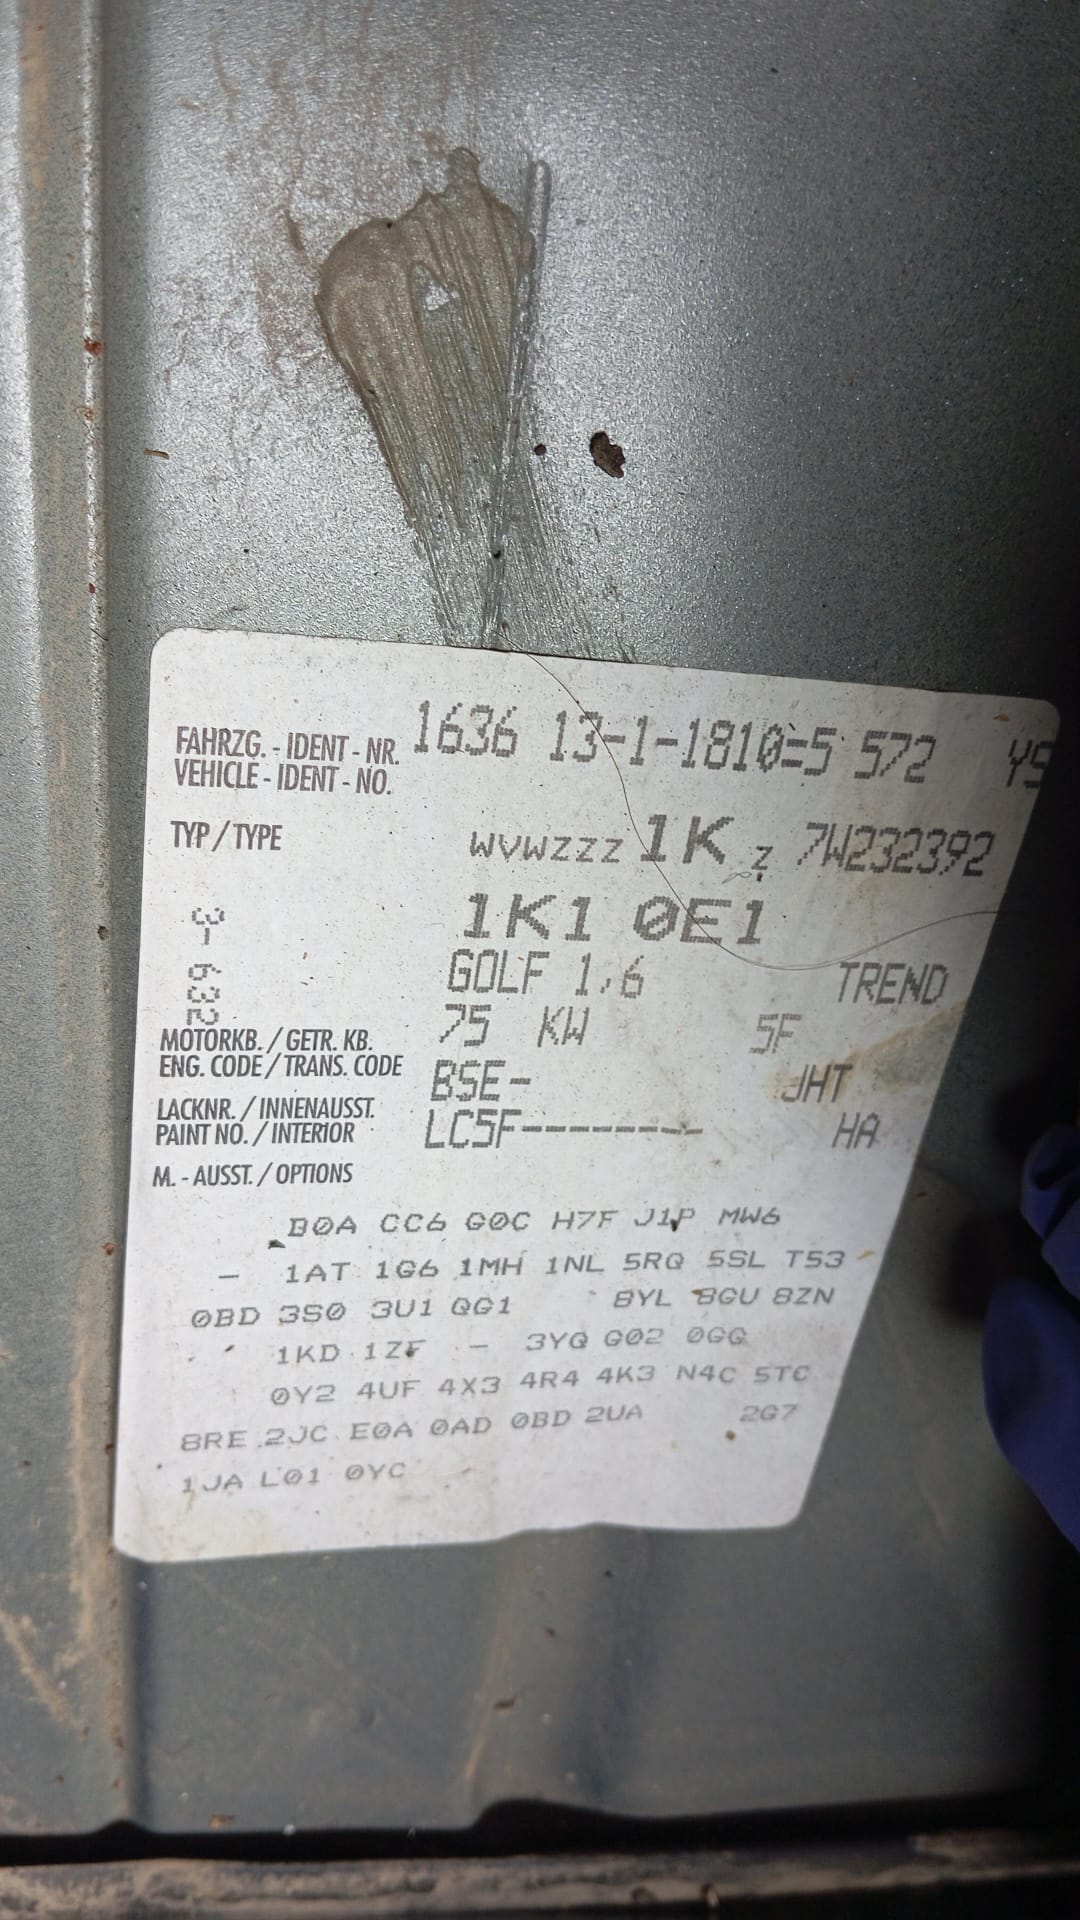 FAHRZG. - IDENT - NR. 1636 13-1-1810=5 572 YS
VEHICLE - IDENT - NO.
TYP / TYPE WVWZZZ 1K Z 7W232392
1K1 0E1
3- 632
GOLF 1,6 TREND
75 KW 5F
MOTORKB. / GETR. KB.
ENG. CODE / TRANS. CODE BSE- JHT
LACKNR. / INNENAUSST.
PAINT NO. / INTERIOR LC5F--------- HA
M. - AUSST. / OPTIONS
B0A CC6 G0C H7F J1P MW6
- 1AT 1G6 1MH 1NL 5RQ 5SL T53
0BD 3S0 3U1 QG1 8YL 8GU 8ZN
1KD 1ZF - 3YQ G02 0GG
0Y2 4UF 4X3 4R4 4K3 N4C 5TC
8RE 2JC E0A 0AD 0BD 2UA 2G7
1JA L01 0YC